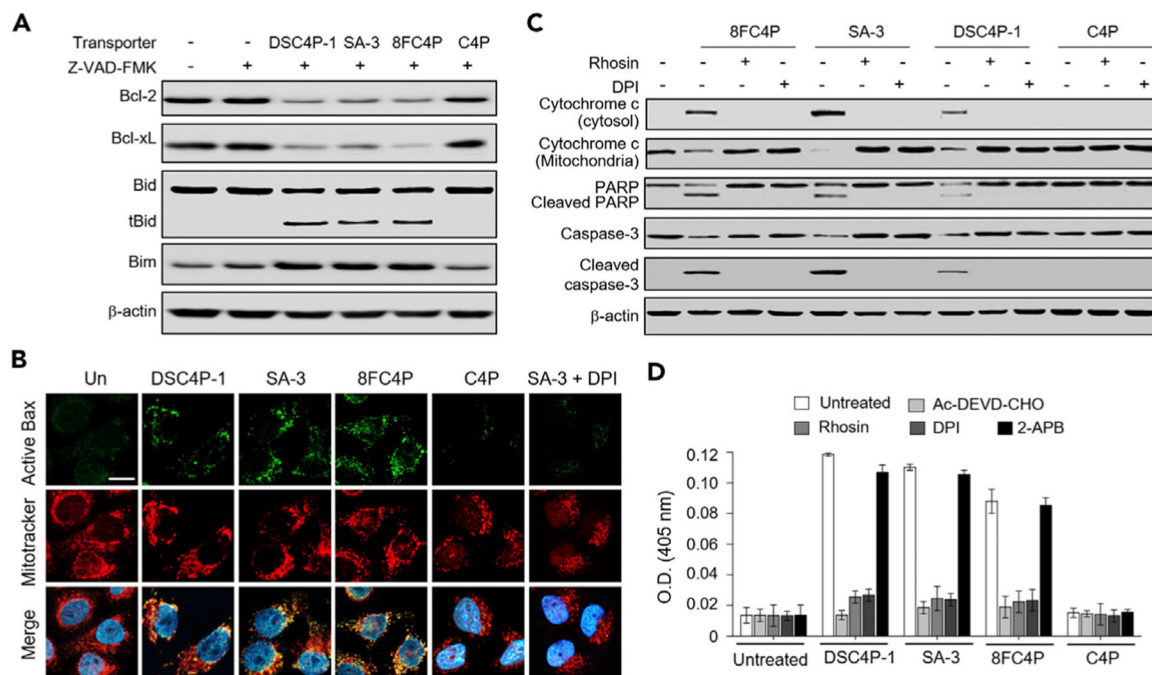 A
Transporter - - DSC4P-1 SA-3 8FC4P C4P
Z-VAD-FMK - + + + + +
Bcl-2
Bcl-xL
Bid
tBid
Bim
β-actin
B
Un DSC4P-1 SA-3 8FC4P C4P SA-3 + DPI
Active Bax
Mitotracker
Merge
C
8FC4P SA-3 DSC4P-1 C4P
Rhosin - - + - - + - - + - - + -
DPI - - - + - - + - - + - - +
Cytochrome c
(cytosol)
Cytochrome c
(Mitochondria)
PARP
Cleaved PARP
Caspase-3
Cleaved
caspase-3
β-actin
D
Untreated Ac-DEVD-CHO
Rhosin DPI 2-APB
O.D. (405 nm)
0.12
0.10
0.08
0.06
0.04
0.02
0
Untreated DSC4P-1 SA-3 8FC4P C4P